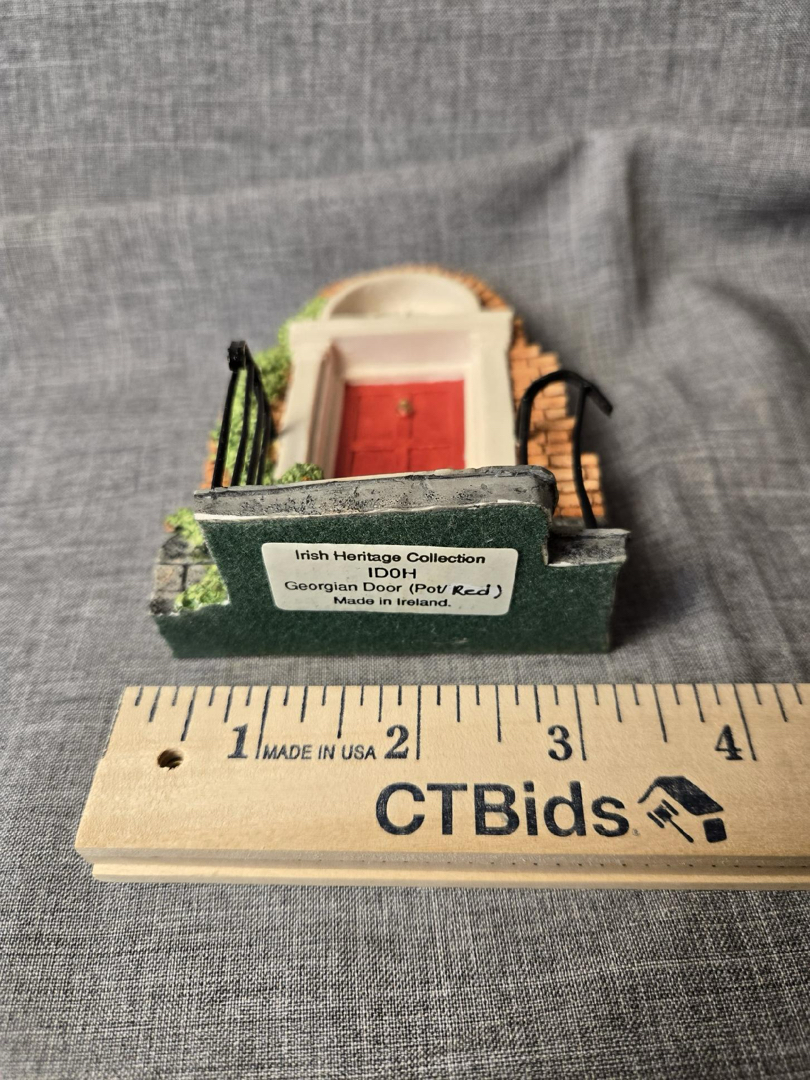 Irish Heritage Collection
ID0H
Georgian Door (Pot/Red)
Made in Ireland.
1 MADE IN USA 2 3 4
CTBids